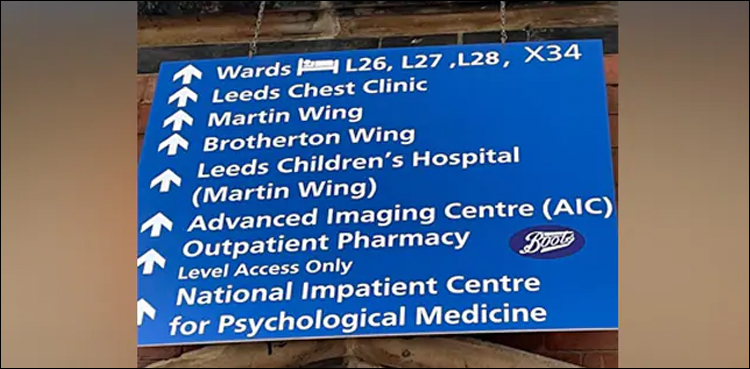 Wards L26, L27 ,L28, X34
Leeds Chest Clinic
Martin Wing
Brotherton Wing
Leeds Children's Hospital
(Martin Wing)
Advanced Imaging Centre (AIC)
Outpatient Pharmacy Boots
Level Access Only
National Impatient Centre
for Psychological Medicine